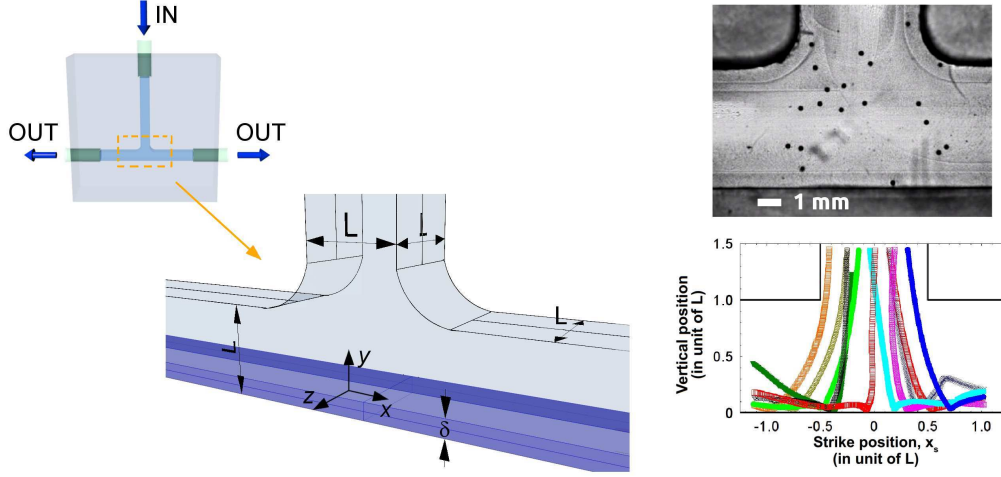 IN
OUT
OUT
L
L
L
L
y
z
x
δ
1 mm
Vertical position
(in unit of L)
1.5
1.0
0.5
0
-1.0
-0.5
0
0.5
1.0
Strike position, xₛ
(in unit of L)